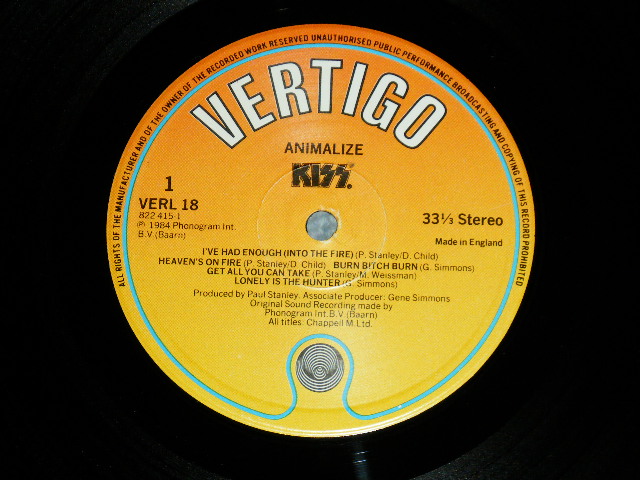 ALL RIGHTS OF THE MANUFACTURER AND OF THE OWNER OF THE RECORDED WORK RESERVED UNAUTHORISED PUBLIC PERFORMANCE BROADCASTING AND COPYING OF THIS RECORD PROHIBITED
VERTIGO
ANIMALIZE
KISS
1
VERL 18
822 415-1
℗ 1984 Phonogram Int.
B.V (Baarn)
33⅓ Stereo
Made in England
I'VE HAD ENOUGH (INTO THE FIRE) (P. Stanley/D. Child)
HEAVEN'S ON FIRE (P. Stanley/D. Child) BURN BITCH BURN (G. Simmons)
GET ALL YOU CAN TAKE (P. Stanley/M. Weissman)
LONELY IS THE HUNTER (G. Simmons)
Produced by Paul Stanley. Associate Producer: Gene Simmons
Original Sound Recording made by
Phonogram Int.B.V (Baarn)
All titles: Chappell M.Ltd.